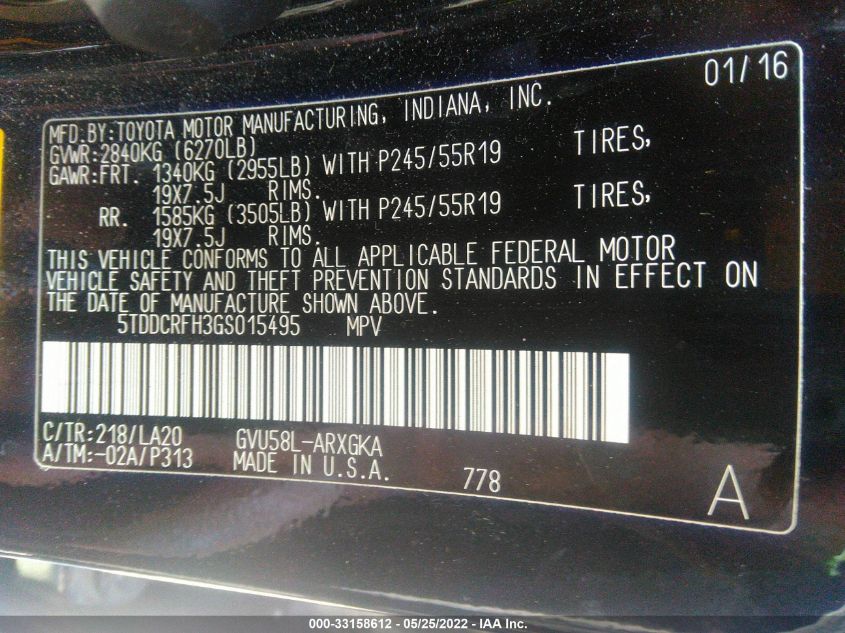 01/16
MFD.BY:TOYOTA MOTOR MANUFACTURING, INDIANA, INC.
GVWR:2840KG (6270LB)
GAWR:FRT. 1340KG (2955LB) WITH P245/55R19 TIRES,
19X7.5J RIMS.
RR. 1585KG (3505LB) WITH P245/55R19 TIRES,
19X7.5J RIMS.
THIS VEHICLE CONFORMS TO ALL APPLICABLE FEDERAL MOTOR
VEHICLE SAFETY AND THEFT PREVENTION STANDARDS IN EFFECT ON
THE DATE OF MANUFACTURE SHOWN ABOVE.
5TDDCRFH3GS015495 MPV
C/TR:218/LA20 GVU58L-ARXGKA
A/TM:-02A/P313 MADE IN U.S.A. 778 A
000-33158612 - 05/25/2022 - IAA Inc.